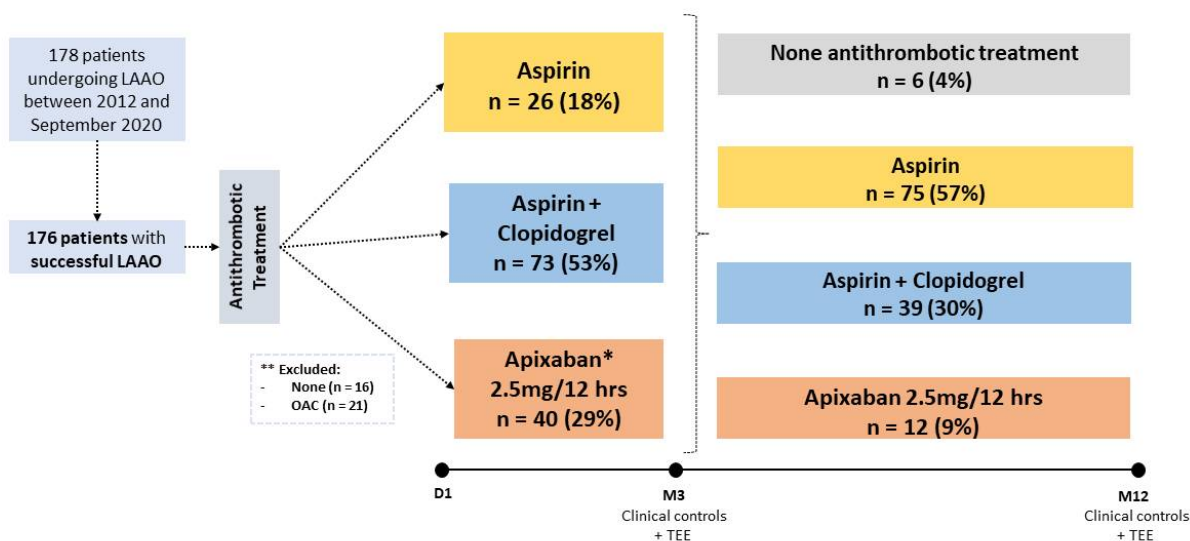 178 patients
undergoing LAAO
between 2012 and
September 2020
176 patients with
successful LAAO
Antithrombotic
Treatment
** Excluded:
- None (n = 16)
- OAC (n = 21)
Aspirin
n = 26 (18%)
Aspirin +
Clopidogrel
n = 73 (53%)
Apixaban*
2.5mg/12 hrs
n = 40 (29%)
None antithrombotic treatment
n = 6 (4%)
Aspirin
n = 75 (57%)
Aspirin + Clopidogrel
n = 39 (30%)
Apixaban 2.5mg/12 hrs
n = 12 (9%)
D1
M3
Clinical controls
+ TEE
M12
Clinical controls
+ TEE